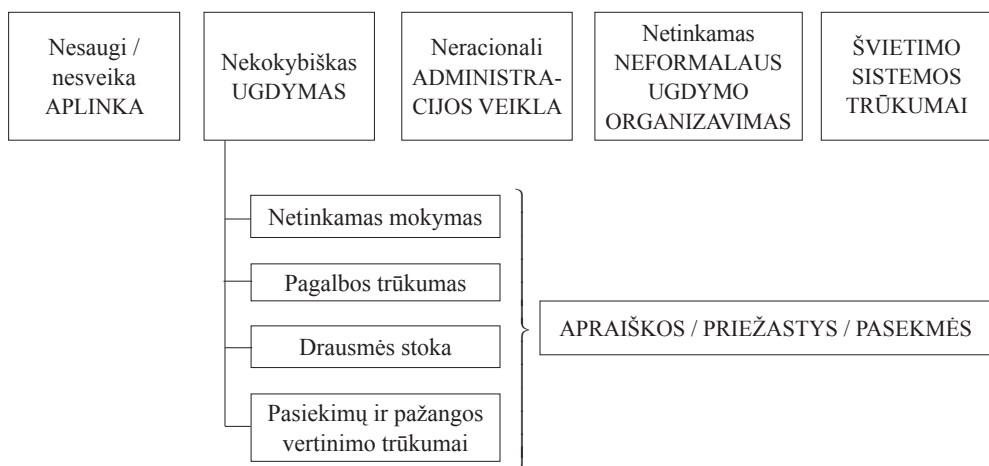 Nesaugi /
nesveika
APLINKA
Nekokybiškas
UGDYMAS
Neracionali
ADMINISTRA-
CIJOS VEIKLA
Netinkamas
NEFORMALAUS
UGDYMO
ORGANIZAVIMAS
ŠVIETIMO
SISTEMOS
TRŪKUMAI
Netinkamas mokymas
Pagalbos trūkumas
Drausmės stoka
Pasiekimų ir pažangos
vertinimo trūkumai
APRAIŠKOS / PRIEŽASTYS / PASEKMĖS